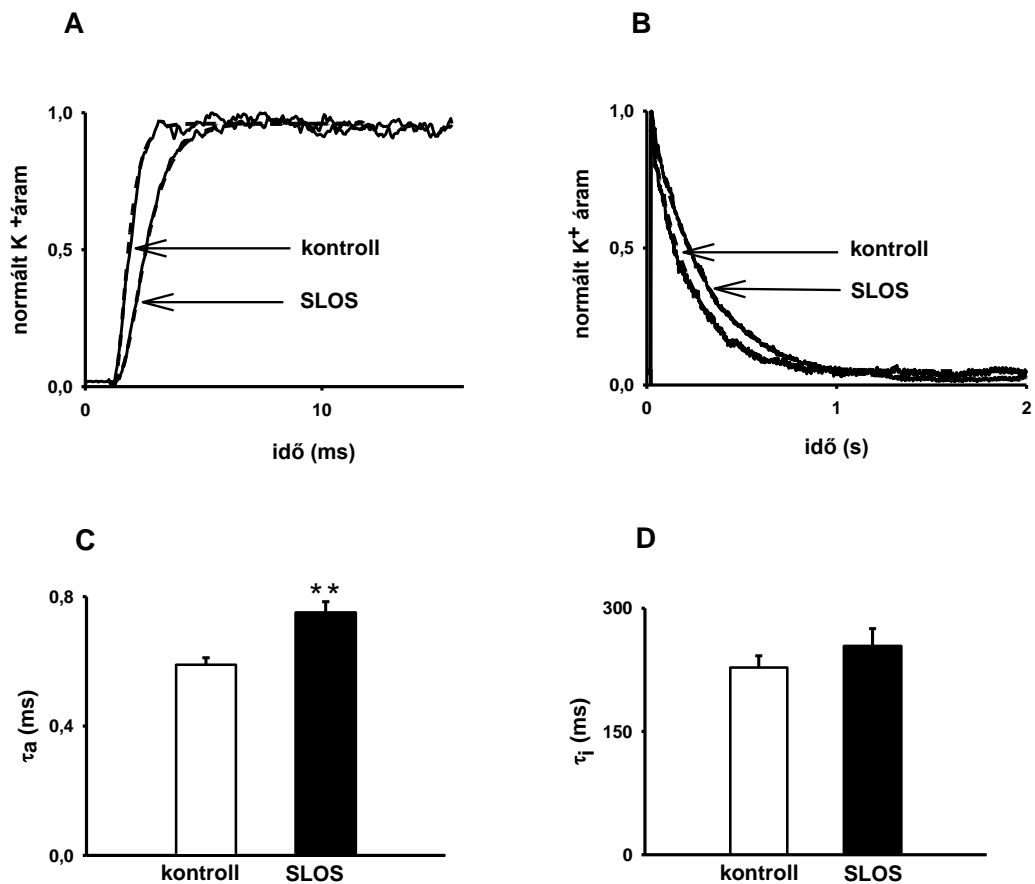 A
normált K +áram
1,0
0,5
0,0
kontroll
SLOS
0
10
idő (ms)
B
normált K+ áram
1,0
0,5
0,0
kontroll
SLOS
0
1
2
idő (s)
C
τa (ms)
0,8
0,4
0,0
**
kontroll
SLOS
D
τi (ms)
300
150
0
kontroll
SLOS